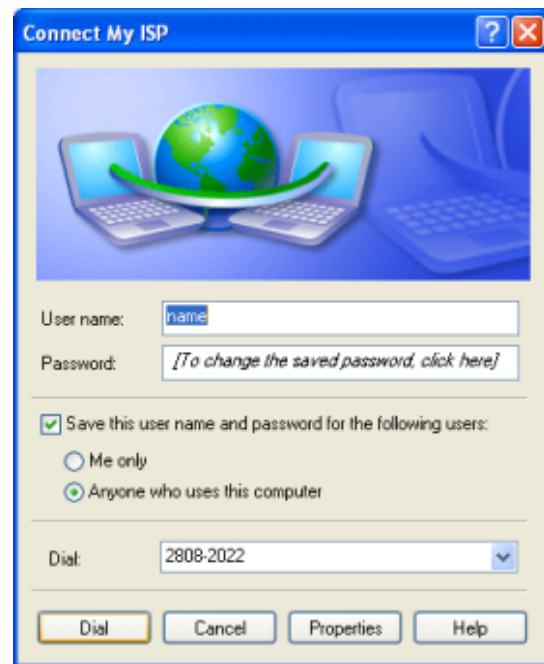 Connect My ISP
User name: name
Password: [To change the saved password, click here]
Save this user name and password for the following users:
Me only
Anyone who uses this computer
Dial: 2808-2022
Dial Cancel Properties Help